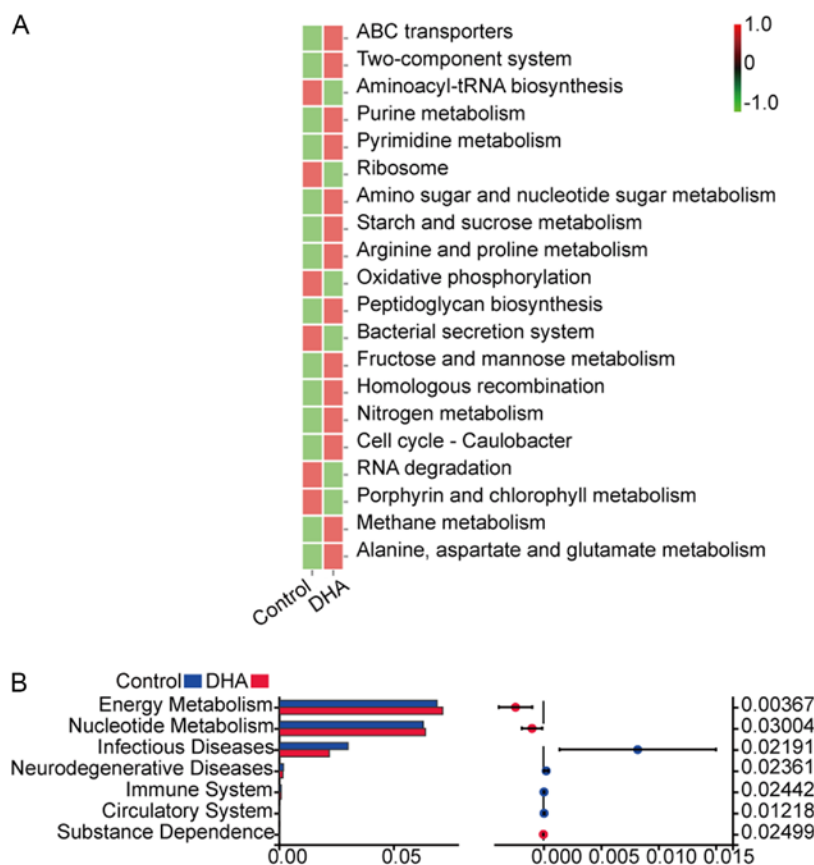 A
ABC transporters
Two-component system
Aminoacyl-tRNA biosynthesis
Purine metabolism
Pyrimidine metabolism
Ribosome
Amino sugar and nucleotide sugar metabolism
Starch and sucrose metabolism
Arginine and proline metabolism
Oxidative phosphorylation
Peptidoglycan biosynthesis
Bacterial secretion system
Fructose and mannose metabolism
Homologous recombination
Nitrogen metabolism
Cell cycle - Caulobacter
RNA degradation
Porphyrin and chlorophyll metabolism
Methane metabolism
Alanine, aspartate and glutamate metabolism
Control DHA
1.0
0
-1.0
B
Control DHA
Energy Metabolism 0.00367
Nucleotide Metabolism 0.03004
Infectious Diseases 0.02191
Neurodegenerative Diseases 0.02361
Immune System 0.02442
Circulatory System 0.01218
Substance Dependence 0.02499
0.00 0.05 0.000 0.005 0.010 0.015